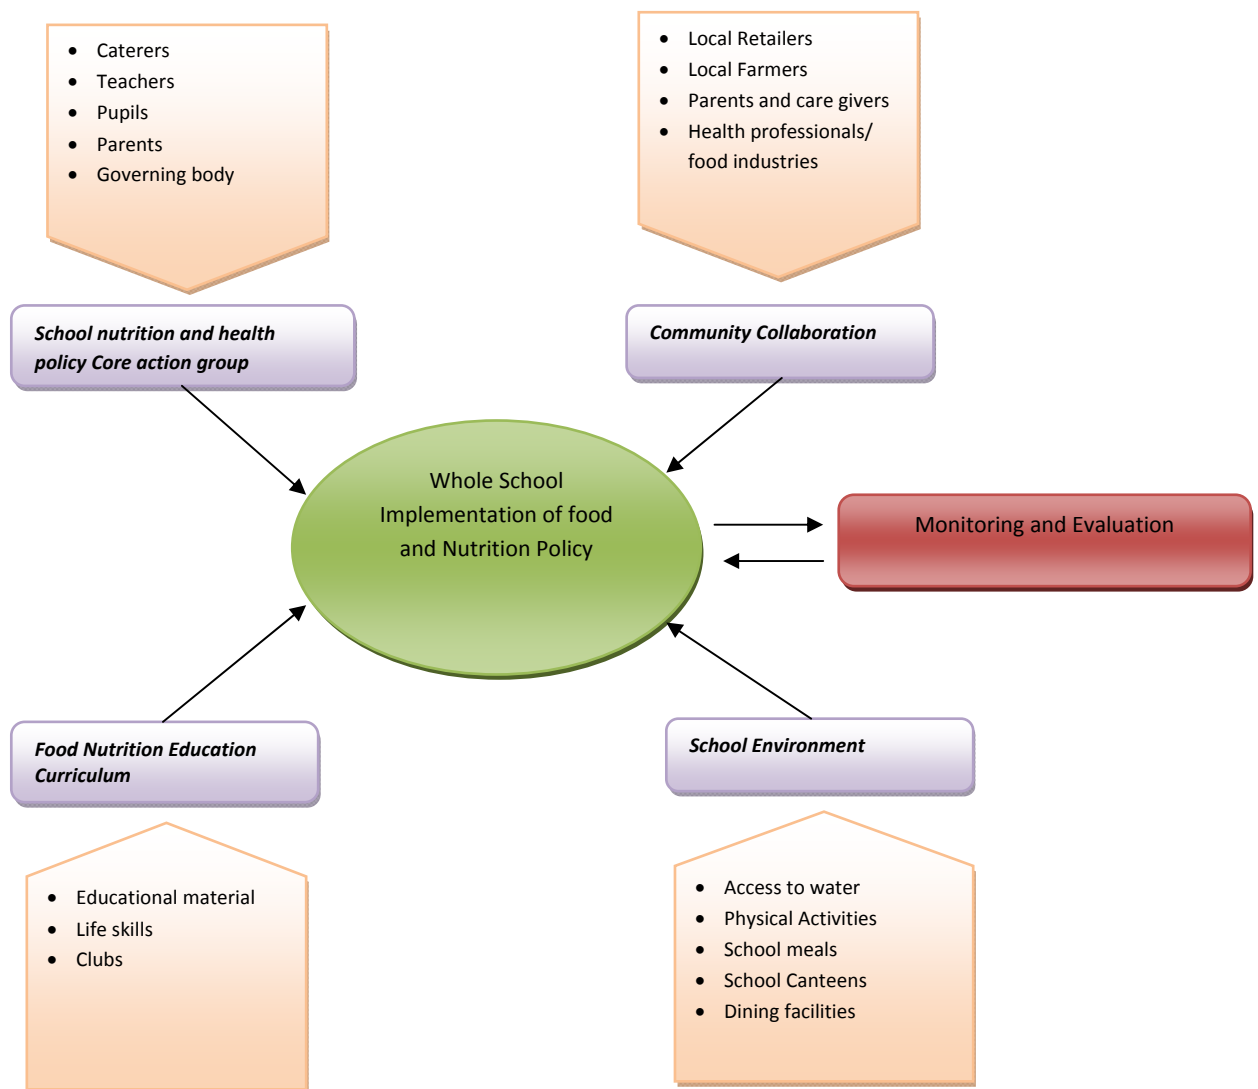 • Caterers
• Teachers
• Pupils
• Parents
• Governing body
• Local Retailers
• Local Farmers
• Parents and care givers
• Health professionals/
food industries
School nutrition and health
policy Core action group
Community Collaboration
Whole School
Implementation of food
and Nutrition Policy
Monitoring and Evaluation
Food Nutrition Education
Curriculum
School Environment
• Educational material
• Life skills
• Clubs
• Access to water
• Physical Activities
• School meals
• School Canteens
• Dining facilities